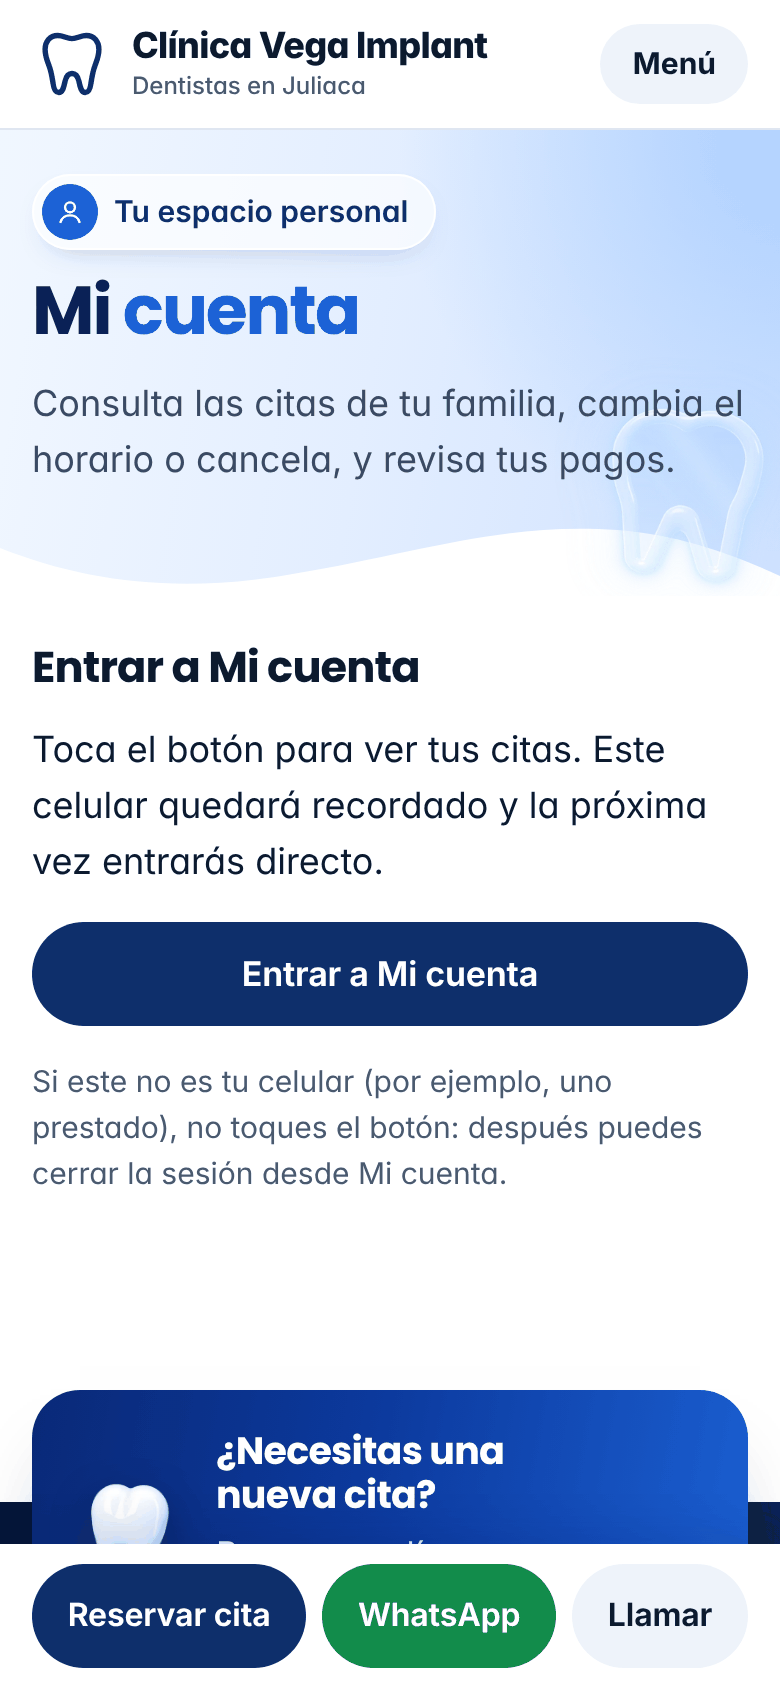 Clínica Vega Implant
Dentistas en Juliaca
Menú
Tu espacio personal
Mi cuenta
Consulta las citas de tu familia, cambia el
horario o cancela, y revisa tus pagos.
Entrar a Mi cuenta
Toca el botón para ver tus citas. Este
celular quedará recordado y la próxima
vez entrarás directo.
Entrar a Mi cuenta
Si este no es tu celular (por ejemplo, uno
prestado), no toques el botón: después puedes
cerrar la sesión desde Mi cuenta.
¿Necesitas una
nueva cita?
Reservar cita
WhatsApp
Llamar